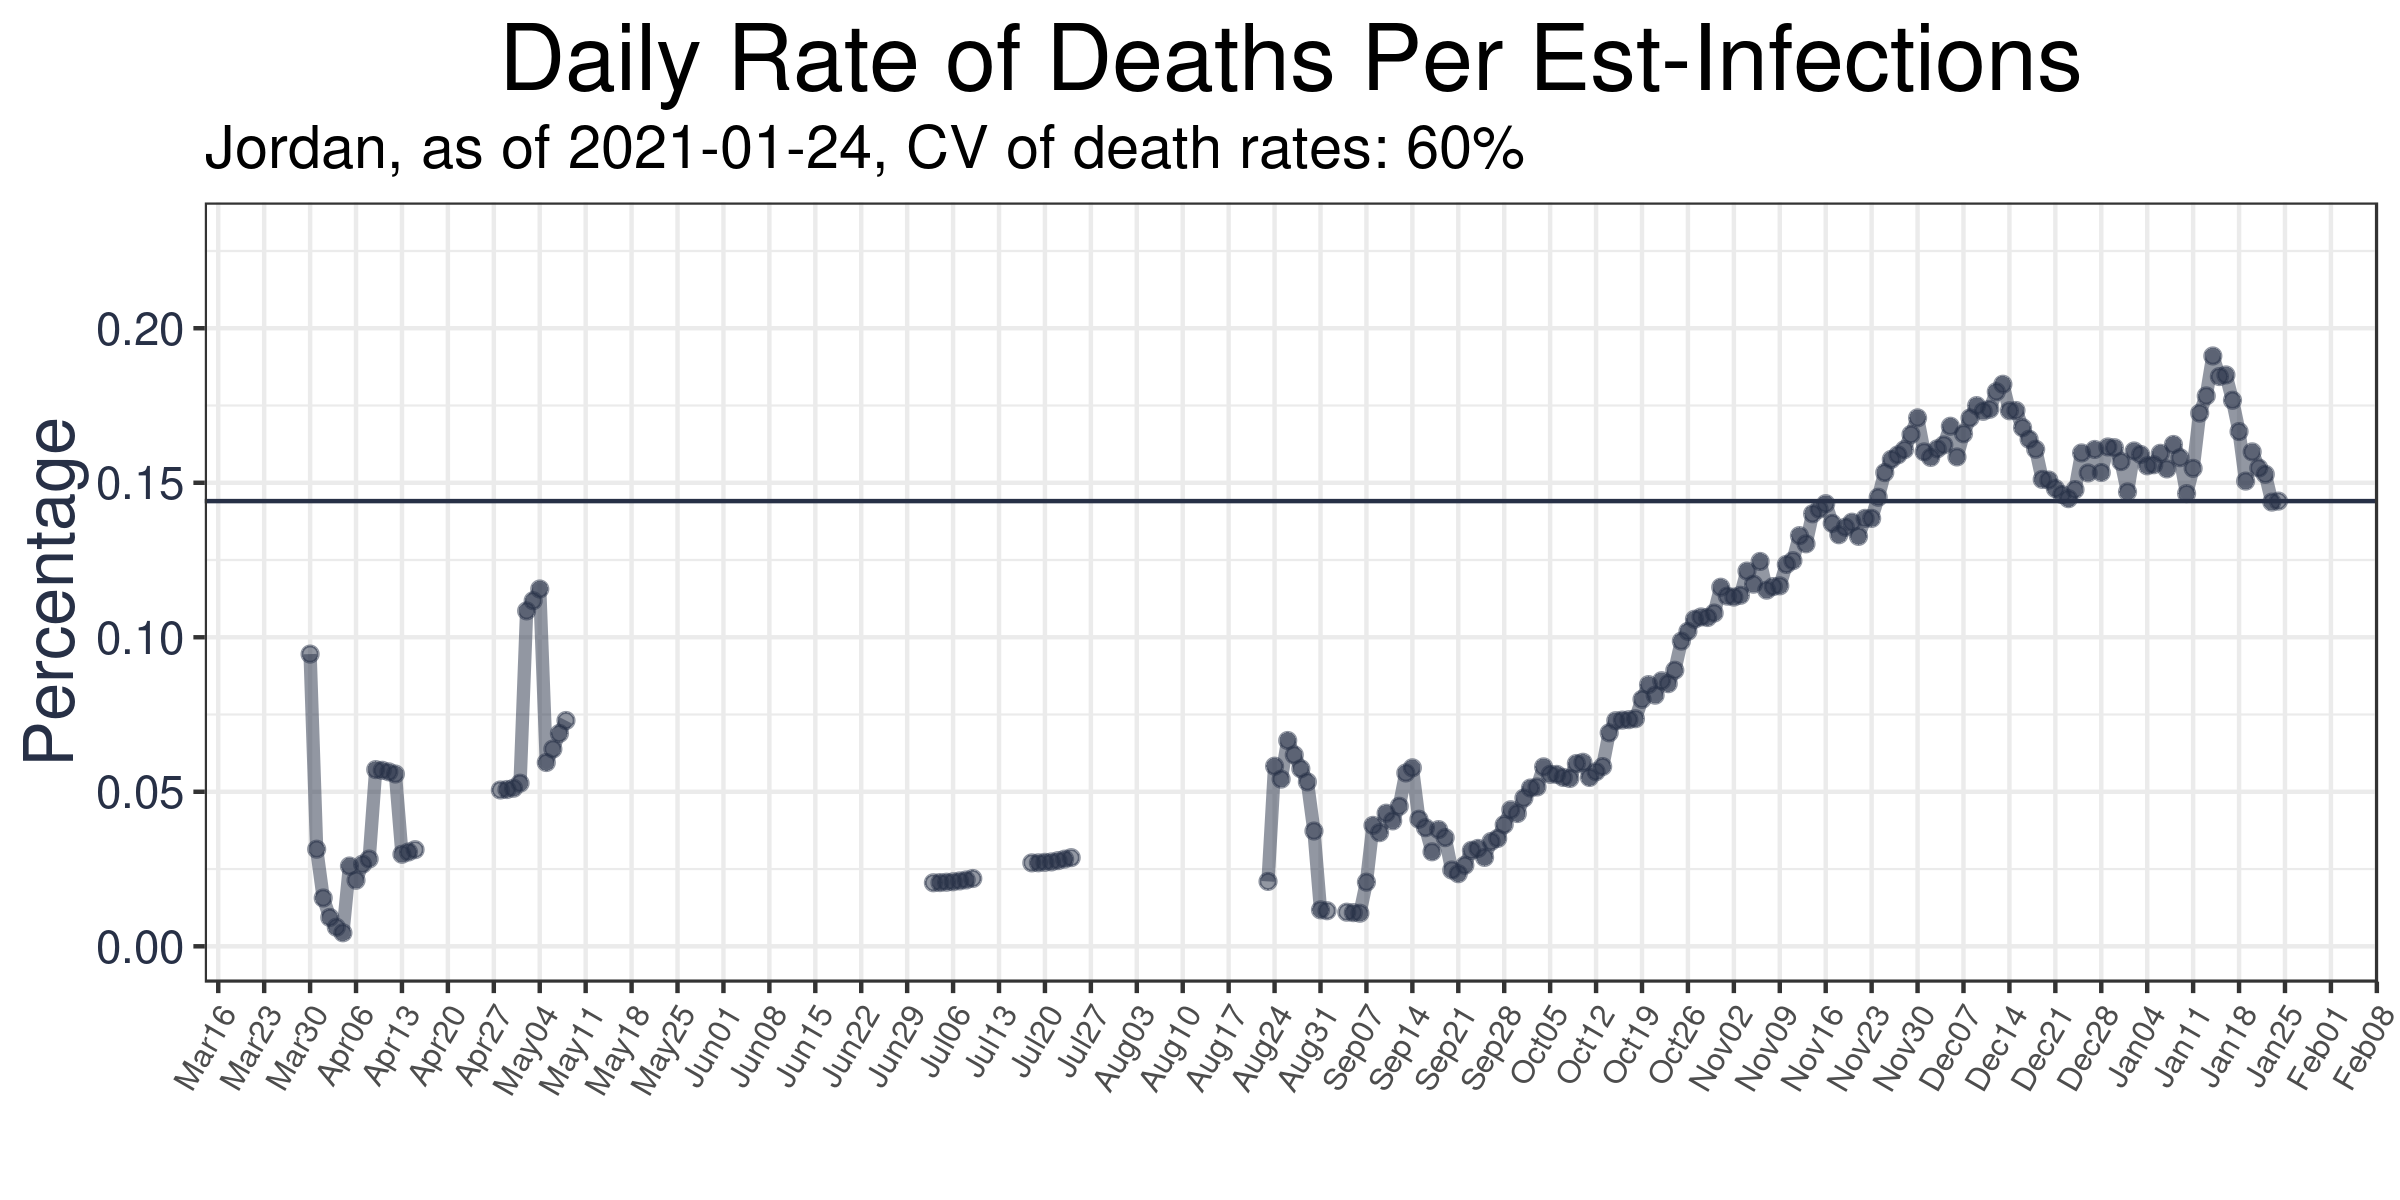 Daily Rate of Deaths Per Est-Infections
Jordan, as of 2021-01-24, CV of death rates: 60%
Percentage
0.20
0.15
0.10
0.05
0.00
Mar16 Mar23 Mar30 Apr06 Apr13 Apr20 Apr27 May04 May11 May18 May25 Jun01 Jun08 Jun15 Jun22 Jun29 Jul06 Jul13 Jul20 Jul27 Aug03 Aug10 Aug17 Aug24 Aug31 Sep07 Sep14 Sep21 Sep28 Oct05 Oct12 Oct19 Oct26 Nov02 Nov09 Nov16 Nov23 Nov30 Dec07 Dec14 Dec21 Dec28 Jan04 Jan11 Jan18 Jan25 Feb01 Feb08